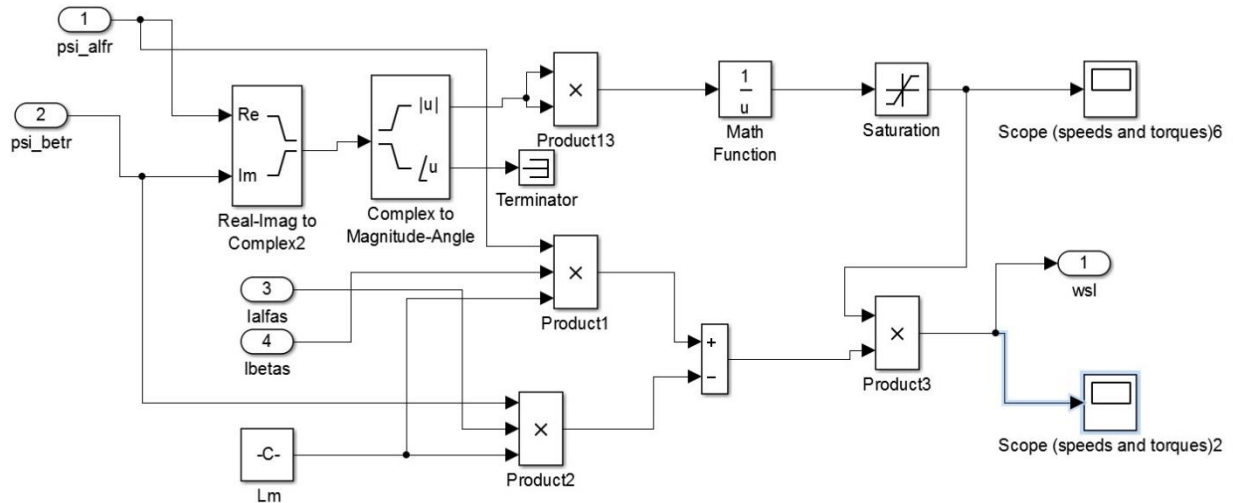 1
psi_alfr
2
psi_betr
Re
Im
Real-Imag to
Complex2
|u|
∠u
Complex to
Magnitude-Angle
×
Product13
Terminator
1
u
Math
Function
Saturation
Scope (speeds and torques)6
3
Ialfas
4
Ibetas
×
Product1
-C-
Lm
×
Product2
+
−
×
Product3
1
wsl
Scope (speeds and torques)2